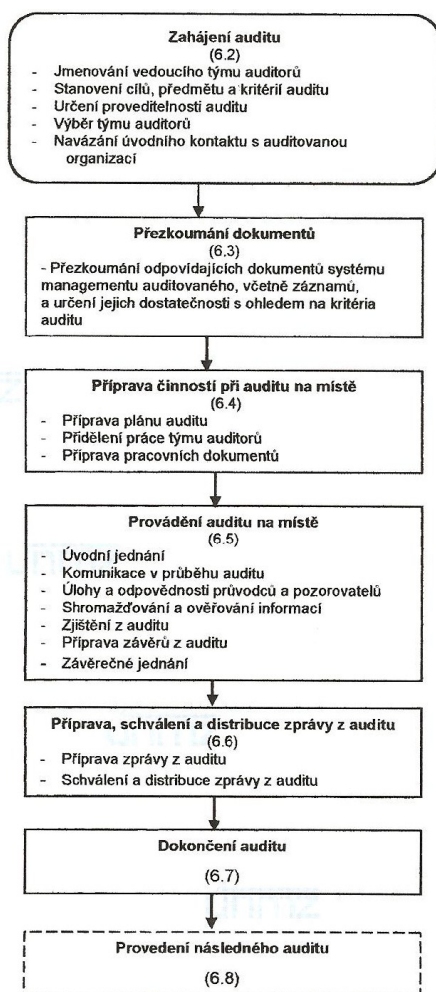 Zahájení auditu
(6.2)
- Jmenování vedoucího týmu auditorů
- Stanovení cílů, předmětu a kritérií auditu
- Určení proveditelnosti auditu
- Výběr týmu auditorů
- Navázání úvodního kontaktu s auditovanou
organizací
Přezkoumání dokumentů
(6.3)
- Přezkoumání odpovídajících dokumentů systému
managementu auditovaného, včetně záznamů,
a určení jejich dostatečnosti s ohledem na kritéria
auditu
Příprava činností při auditu na místě
(6.4)
- Příprava plánu auditu
- Přidělení práce týmu auditorů
- Příprava pracovních dokumentů
Provádění auditu na místě
(6.5)
- Úvodní jednání
- Komunikace v průběhu auditu
- Úlohy a odpovědnosti průvodců a pozorovatelů
- Shromažďování a ověřování informací
- Zjištění z auditu
- Příprava závěrů z auditu
- Závěrečné jednání
Příprava, schválení a distribuce zprávy z auditu
(6.6)
- Příprava zprávy z auditu
- Schválení a distribuce zprávy z auditu
Dokončení auditu
(6.7)
Provedení následného auditu
(6.8)